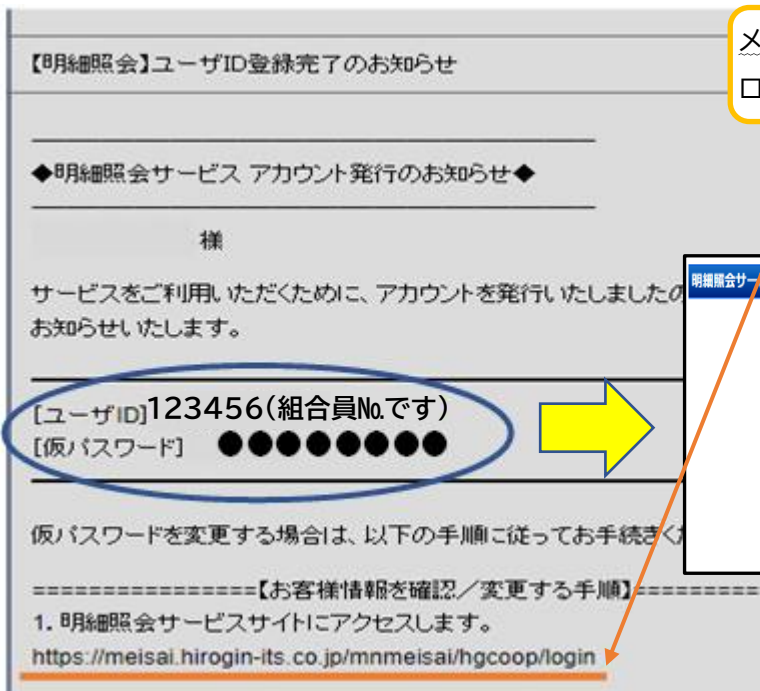 【明細照会】ユーザID登録完了のお知らせ
メ
ロ
◆明細照会サービス アカウント発行のお知らせ◆
様
サービスをご利用いただくために、アカウントを発行いたしましたの
お知らせいたします。
明細照会サー
[ユーザID]123456(組合員№です)
[仮パスワード] ●●●●●●●●
仮パスワードを変更する場合は、以下の手順に従ってお手続きくだ
================【お客様情報を確認/変更する手順】=========
1. 明細照会サービスサイトにアクセスします。
https://meisai.hirogin-its.co.jp/mnmeisai/hgcoop/login